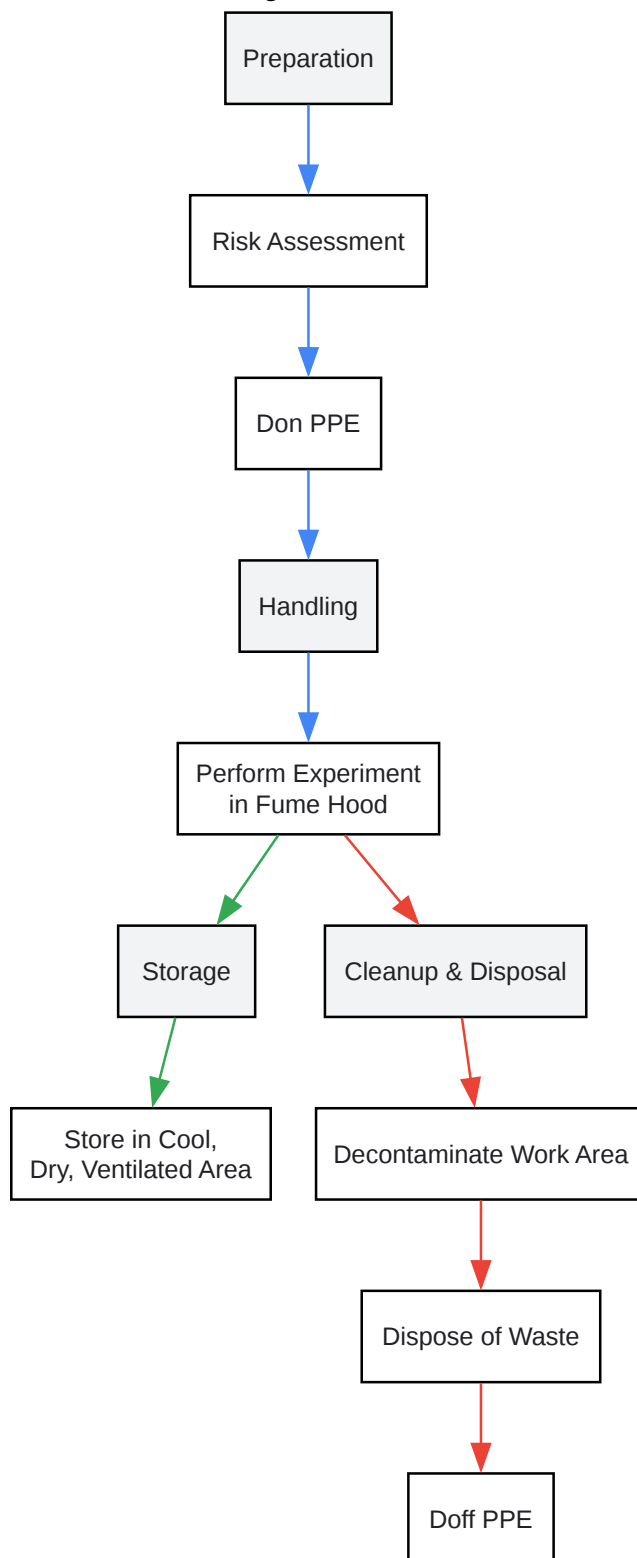 Preparation
Risk Assessment
Don PPE
Handling
Perform Experiment
in Fume Hood
Storage
Cleanup & Disposal
Store in Cool,
Dry, Ventilated Area
Decontaminate Work Area
Dispose of Waste
Doff PPE